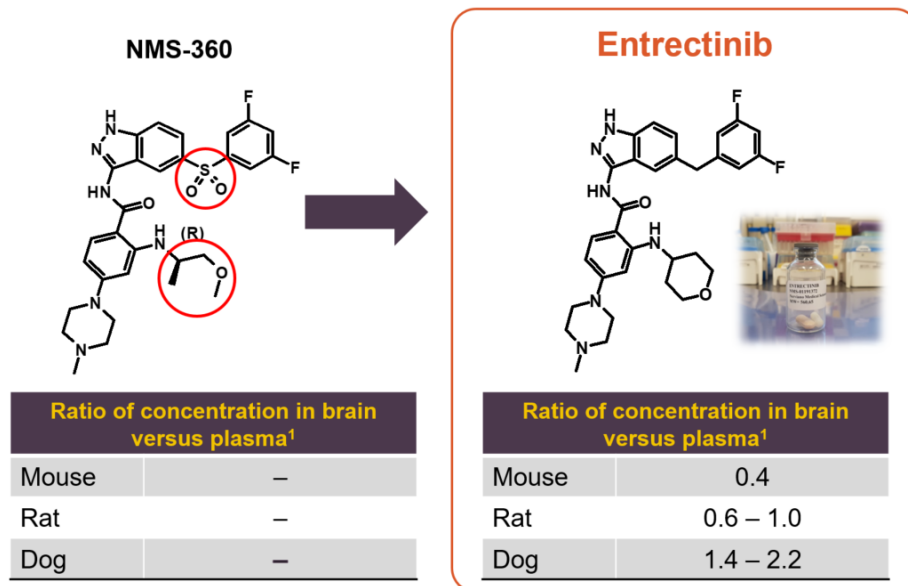 NMS-360
Entrectinib
H
N
N
HN
O
S
O
O
F
F
H
N
(R)
O
N
N
H
N
N
HN
O
F
F
H
N
O
N
N
ENTRECTINIB
Ratio of concentration in brain
versus plasma¹
Mouse –
Rat –
Dog –
Ratio of concentration in brain
versus plasma¹
Mouse 0.4
Rat 0.6 – 1.0
Dog 1.4 – 2.2